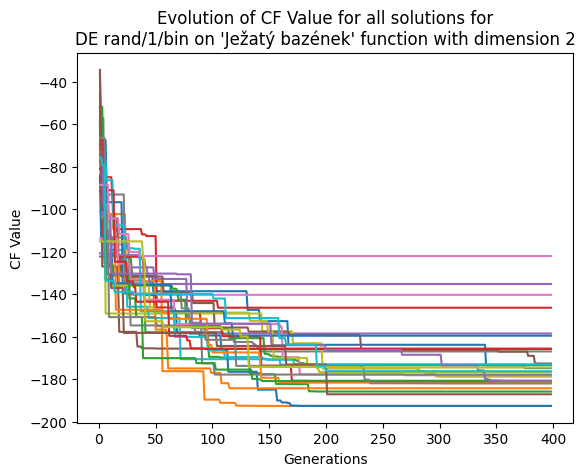 Evolution of CF Value for all solutions for
DE rand/1/bin on 'Ježatý bazének' function with dimension 2
CF Value
−40
−60
−80
−100
−120
−140
−160
−180
−200
0 50 100 150 200 250 300 350 400
Generations